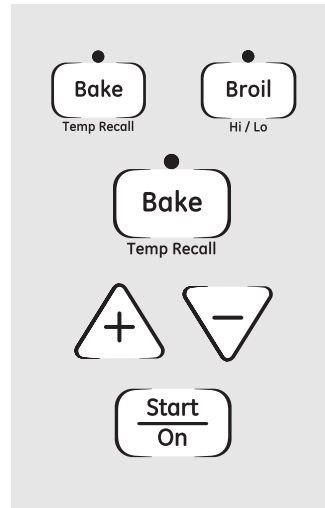 Bake Broil
Temp Recall Hi / Lo
Bake
Temp Recall
+ −
Start
On